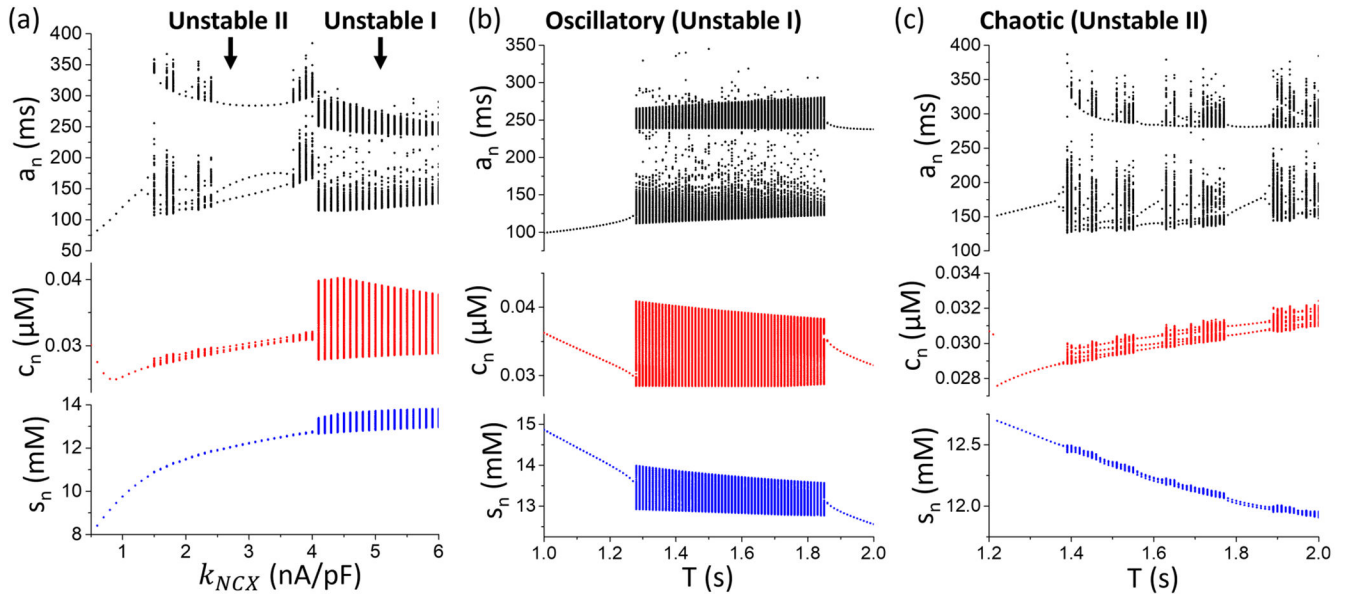 (a) Unstable II Unstable I
400
350
300
250
200
150
100
50
aₙ (ms)
0.04
0.03
cₙ (μM)
14
12
10
8
sₙ (mM)
1 2 3 4 5 6
k_NCX (nA/pF)
(b) Oscillatory (Unstable I)
350
300
250
200
150
100
aₙ (ms)
0.04
0.03
cₙ (μM)
15
14
13
sₙ (mM)
1.0 1.2 1.4 1.6 1.8 2.0
T (s)
(c) Chaotic (Unstable II)
400
350
300
250
200
150
100
aₙ (ms)
0.034
0.032
0.030
0.028
cₙ (μM)
12.5
12.0
sₙ (mM)
1.2 1.4 1.6 1.8 2.0
T (s)